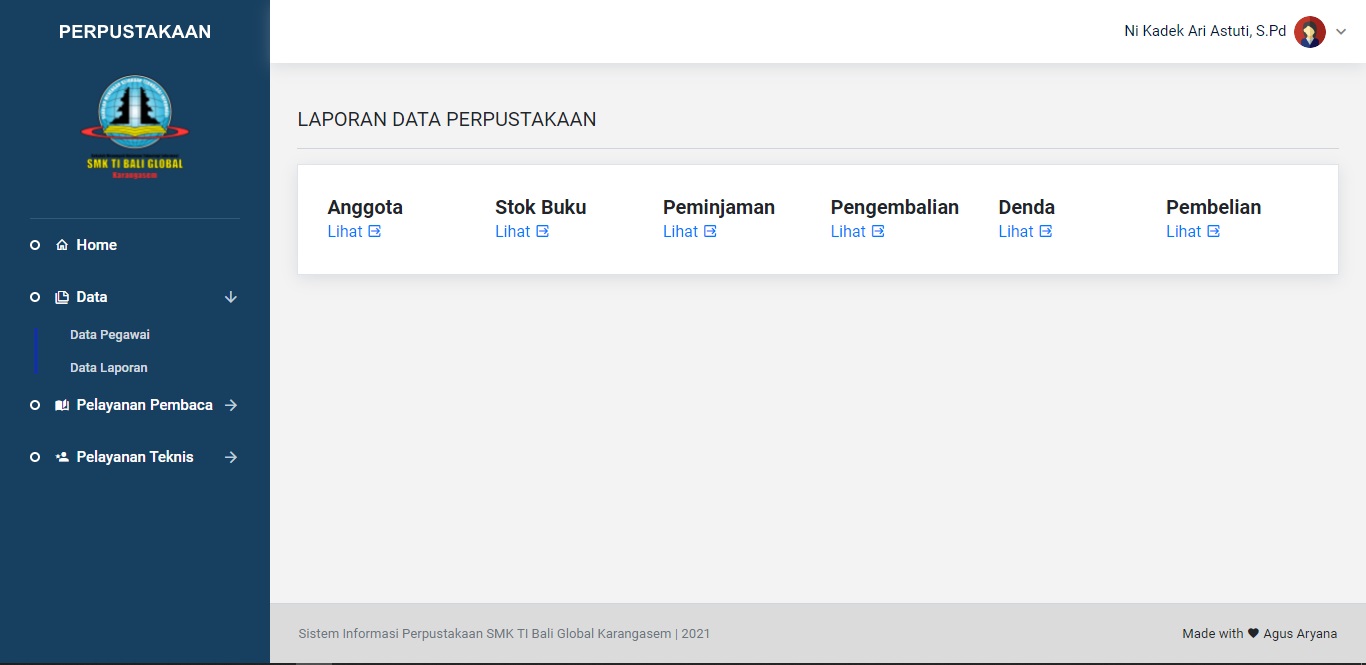 PERPUSTAKAAN
SMK TI BALI GLOBAL
Karangasem
Home
Data
Data Pegawai
Data Laporan
Pelayanan Pembaca
Pelayanan Teknis
Ni Kadek Ari Astuti, S.Pd
LAPORAN DATA PERPUSTAKAAN
Anggota
Lihat
Stok Buku
Lihat
Peminjaman
Lihat
Pengembalian
Lihat
Denda
Lihat
Pembelian
Lihat
Sistem Informasi Perpustakaan SMK TI Bali Global Karangasem | 2021
Made with ♥ Agus Aryana